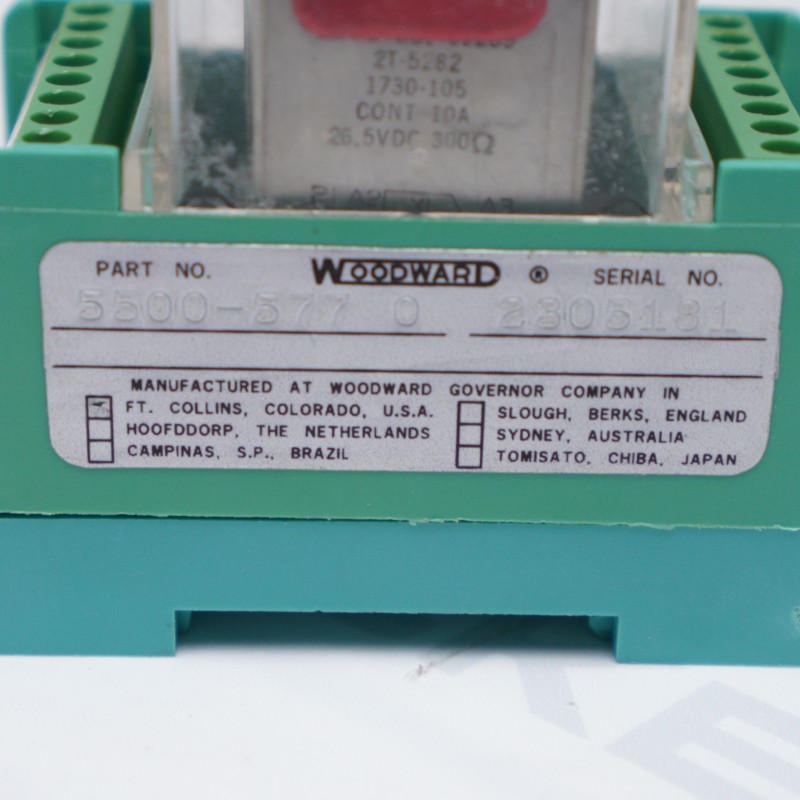 2T-5282
1730-105
CONT 10A
26.5VDC 300Ω
PART NO. WOODWARD ® SERIAL NO.
5500-577 0 2305131
MANUFACTURED AT WOODWARD GOVERNOR COMPANY IN
FT. COLLINS, COLORADO, U.S.A. SLOUGH, BERKS, ENGLAND
HOOFDDORP, THE NETHERLANDS SYDNEY, AUSTRALIA
CAMPINAS, S.P., BRAZIL TOMISATO, CHIBA, JAPAN